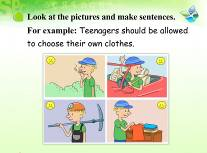 Look at the pictures and make sentences.
For example: Teenagers should be allowed
to choose their own clothes.